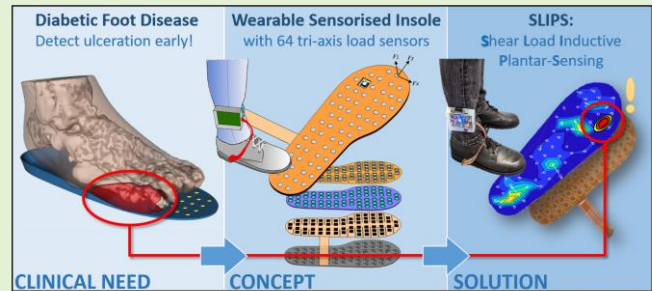 Diabetic Foot Disease
Detect ulceration early!
CLINICAL NEED
Wearable Sensorised Insole
with 64 tri-axis load sensors
CONCEPT
SLIPS:
Shear Load Inductive
Plantar-Sensing
!
SOLUTION